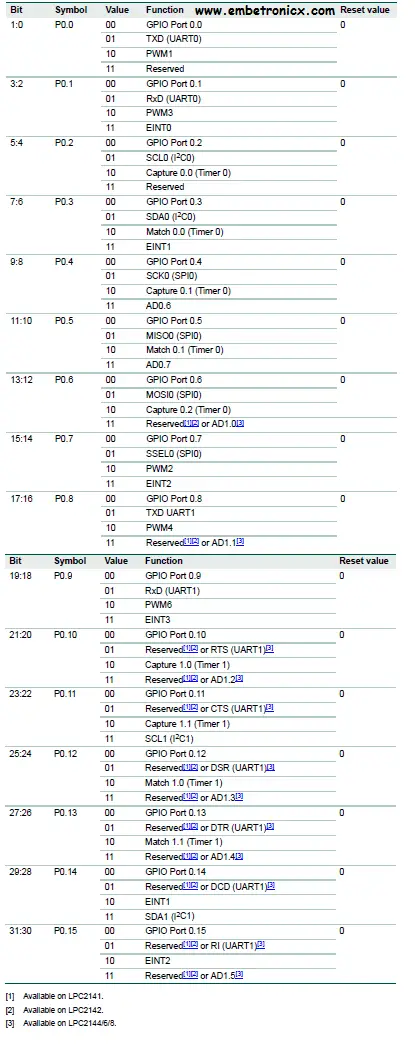 Bit Symbol Value Function www.embetronicx.com Reset value
1:0 P0.0 00 GPIO Port 0.0 0
01 TXD (UART0)
10 PWM1
11 Reserved
3:2 P0.1 00 GPIO Port 0.1 0
01 RxD (UART0)
10 PWM3
11 EINT0
5:4 P0.2 00 GPIO Port 0.2 0
01 SCL0 (I²C0)
10 Capture 0.0 (Timer 0)
11 Reserved
7:6 P0.3 00 GPIO Port 0.3 0
01 SDA0 (I²C0)
10 Match 0.0 (Timer 0)
11 EINT1
9:8 P0.4 00 GPIO Port 0.4 0
01 SCK0 (SPI0)
10 Capture 0.1 (Timer 0)
11 AD0.6
11:10 P0.5 00 GPIO Port 0.5 0
01 MISO0 (SPI0)
10 Match 0.1 (Timer 0)
11 AD0.7
13:12 P0.6 00 GPIO Port 0.6 0
01 MOSI0 (SPI0)
10 Capture 0.2 (Timer 0)
11 Reserved[1][2] or AD1.0[3]
15:14 P0.7 00 GPIO Port 0.7 0
01 SSEL0 (SPI0)
10 PWM2
11 EINT2
17:16 P0.8 00 GPIO Port 0.8 0
01 TXD UART1
10 PWM4
11 Reserved[1][2] or AD1.1[3]
Bit Symbol Value Function Reset value
19:18 P0.9 00 GPIO Port 0.9 0
01 RxD (UART1)
10 PWM6
11 EINT3
21:20 P0.10 00 GPIO Port 0.10 0
01 Reserved[1][2] or RTS (UART1)[3]
10 Capture 1.0 (Timer 1)
11 Reserved[1][2] or AD1.2[3]
23:22 P0.11 00 GPIO Port 0.11 0
01 Reserved[1][2] or CTS (UART1)[3]
10 Capture 1.1 (Timer 1)
11 SCL1 (I²C1)
25:24 P0.12 00 GPIO Port 0.12 0
01 Reserved[1][2] or DSR (UART1)[3]
10 Match 1.0 (Timer 1)
11 Reserved[1][2] or AD1.3[3]
27:26 P0.13 00 GPIO Port 0.13 0
01 Reserved[1][2] or DTR (UART1)[3]
10 Match 1.1 (Timer 1)
11 Reserved[1][2] or AD1.4[3]
29:28 P0.14 00 GPIO Port 0.14 0
01 Reserved[1][2] or DCD (UART1)[3]
10 EINT1
11 SDA1 (I²C1)
31:30 P0.15 00 GPIO Port 0.15 0
01 Reserved[1][2] or RI (UART1)[3]
10 EINT2
11 Reserved[1][2] or AD1.5[3]
[1] Available on LPC2141.
[2] Available on LPC2142.
[3] Available on LPC2144/6/8.